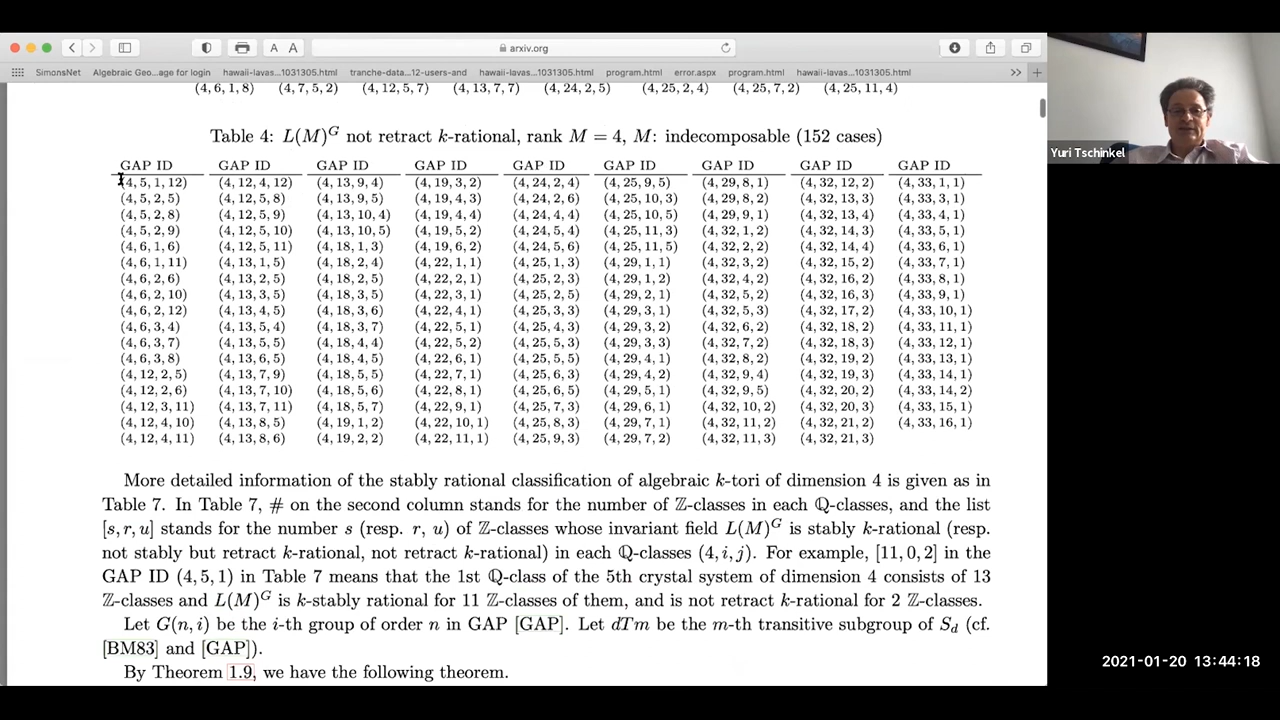 A A arxiv.org
SimonsNet Algebraic Geo...age for login hawaii-lavas...1031305.html tranche-data...12-users-and hawaii-lavas...1031305.html program.html error.aspx program.html hawaii-lavas...1031305.html >> +
(4, 6, 1, 8) (4, 7, 5, 2) (4, 12, 5, 7) (4, 13, 7, 7) (4, 24, 2, 5) (4, 25, 2, 4) (4, 25, 7, 2) (4, 25, 11, 4)
Table 4: L(M)^G not retract k-rational, rank M = 4, M: indecomposable (152 cases)
GAP ID GAP ID GAP ID GAP ID GAP ID GAP ID GAP ID GAP ID GAP ID
(4, 5, 1, 12) (4, 12, 4, 12) (4, 13, 9, 4) (4, 19, 3, 2) (4, 24, 2, 4) (4, 25, 9, 5) (4, 29, 8, 1) (4, 32, 12, 2) (4, 33, 1, 1)
(4, 5, 2, 5) (4, 12, 5, 8) (4, 13, 9, 5) (4, 19, 4, 3) (4, 24, 2, 6) (4, 25, 10, 3) (4, 29, 8, 2) (4, 32, 13, 3) (4, 33, 3, 1)
(4, 5, 2, 8) (4, 12, 5, 9) (4, 13, 10, 4) (4, 19, 4, 4) (4, 24, 4, 4) (4, 25, 10, 5) (4, 29, 9, 1) (4, 32, 13, 4) (4, 33, 4, 1)
(4, 5, 2, 9) (4, 12, 5, 10) (4, 13, 10, 5) (4, 19, 5, 2) (4, 24, 5, 4) (4, 25, 11, 3) (4, 32, 1, 2) (4, 32, 14, 3) (4, 33, 5, 1)
(4, 6, 1, 6) (4, 12, 5, 11) (4, 18, 1, 3) (4, 19, 6, 2) (4, 24, 5, 6) (4, 25, 11, 5) (4, 32, 2, 2) (4, 32, 14, 4) (4, 33, 6, 1)
(4, 6, 1, 11) (4, 13, 1, 5) (4, 18, 2, 4) (4, 22, 1, 1) (4, 25, 1, 3) (4, 29, 1, 1) (4, 32, 3, 2) (4, 32, 15, 2) (4, 33, 7, 1)
(4, 6, 2, 6) (4, 13, 2, 5) (4, 18, 2, 5) (4, 22, 2, 1) (4, 25, 2, 3) (4, 29, 1, 2) (4, 32, 4, 2) (4, 32, 16, 2) (4, 33, 8, 1)
(4, 6, 2, 10) (4, 13, 3, 5) (4, 18, 3, 5) (4, 22, 3, 1) (4, 25, 2, 5) (4, 29, 2, 1) (4, 32, 5, 2) (4, 32, 16, 3) (4, 33, 9, 1)
(4, 6, 2, 12) (4, 13, 4, 5) (4, 18, 3, 6) (4, 22, 4, 1) (4, 25, 3, 3) (4, 29, 3, 1) (4, 32, 5, 3) (4, 32, 17, 2) (4, 33, 10, 1)
(4, 6, 3, 4) (4, 13, 5, 4) (4, 18, 3, 7) (4, 22, 5, 1) (4, 25, 4, 3) (4, 29, 3, 2) (4, 32, 6, 2) (4, 32, 18, 2) (4, 33, 11, 1)
(4, 6, 3, 7) (4, 13, 5, 5) (4, 18, 4, 4) (4, 22, 5, 2) (4, 25, 5, 3) (4, 29, 3, 3) (4, 32, 7, 2) (4, 32, 18, 3) (4, 33, 12, 1)
(4, 6, 3, 8) (4, 13, 6, 5) (4, 18, 4, 5) (4, 22, 6, 1) (4, 25, 5, 5) (4, 29, 4, 1) (4, 32, 8, 2) (4, 32, 19, 2) (4, 33, 13, 1)
(4, 12, 2, 5) (4, 13, 7, 9) (4, 18, 5, 5) (4, 22, 7, 1) (4, 25, 6, 3) (4, 29, 4, 2) (4, 32, 9, 4) (4, 32, 19, 3) (4, 33, 14, 1)
(4, 12, 2, 6) (4, 13, 7, 10) (4, 18, 5, 6) (4, 22, 8, 1) (4, 25, 6, 5) (4, 29, 5, 1) (4, 32, 9, 5) (4, 32, 20, 2) (4, 33, 14, 2)
(4, 12, 3, 11) (4, 13, 7, 11) (4, 18, 5, 7) (4, 22, 9, 1) (4, 25, 7, 3) (4, 29, 6, 1) (4, 32, 10, 2) (4, 32, 20, 3) (4, 33, 15, 1)
(4, 12, 4, 10) (4, 13, 8, 5) (4, 19, 1, 2) (4, 22, 10, 1) (4, 25, 8, 3) (4, 29, 7, 1) (4, 32, 11, 2) (4, 32, 21, 2) (4, 33, 16, 1)
(4, 12, 4, 11) (4, 13, 8, 6) (4, 19, 2, 2) (4, 22, 11, 1) (4, 25, 9, 3) (4, 29, 7, 2) (4, 32, 11, 3) (4, 32, 21, 3)
More detailed information of the stably rational classification of algebraic k-tori of dimension 4 is given as in
Table 7. In Table 7, # on the second column stands for the number of ℤ-classes in each ℚ-classes, and the list
[s, r, u] stands for the number s (resp. r, u) of ℤ-classes whose invariant field L(M)^G is stably k-rational (resp.
not stably but retract k-rational, not retract k-rational) in each ℚ-classes (4, i, j). For example, [11, 0, 2] in the
GAP ID (4, 5, 1) in Table 7 means that the 1st ℚ-class of the 5th crystal system of dimension 4 consists of 13
ℤ-classes and L(M)^G is k-stably rational for 11 ℤ-classes of them, and is not retract k-rational for 2 ℤ-classes.
Let G(n, i) be the i-th group of order n in GAP [GAP]. Let dTm be the m-th transitive subgroup of S_d (cf.
[BM83] and [GAP]).
By Theorem 1.9, we have the following theorem.
Yuri Tschinkel
2021-01-20 13:44:18